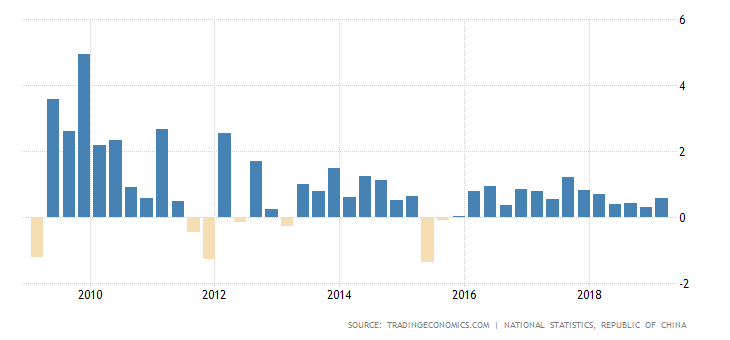 6
4
2
0
-2
2010 2012 2014 2016 2018
SOURCE: TRADINGECONOMICS.COM | NATIONAL STATISTICS, REPUBLIC OF CHINA